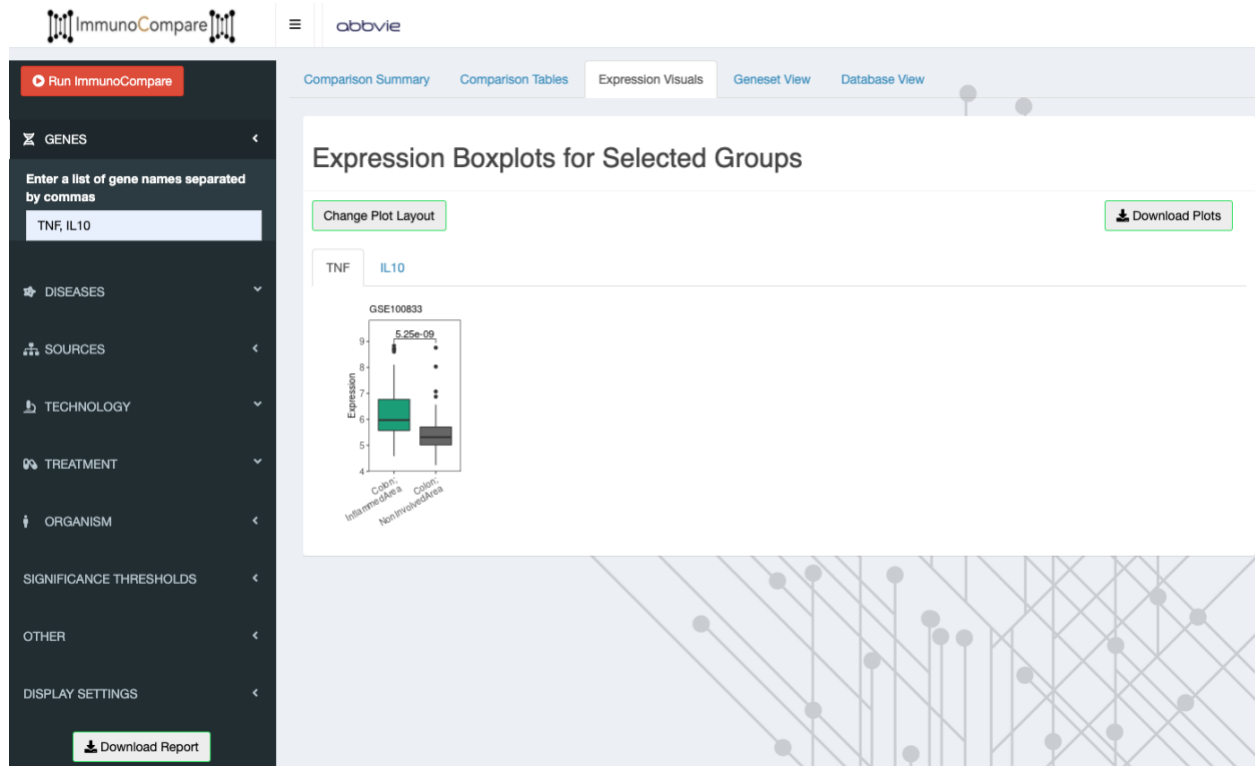 ImmunoCompare
abbvie
Run ImmunoCompare
Comparison Summary
Comparison Tables
Expression Visuals
Geneset View
Database View
GENES
Enter a list of gene names separated
by commas
TNF, IL10
DISEASES
SOURCES
TECHNOLOGY
TREATMENT
ORGANISM
SIGNIFICANCE THRESHOLDS
OTHER
DISPLAY SETTINGS
Download Report
Expression Boxplots for Selected Groups
Change Plot Layout
Download Plots
TNF
IL10
GSE100833
5.25e-09
Expression
9
8
7
6
5
4
Colon:
InflammedArea
Colon:
NonInvolvedArea